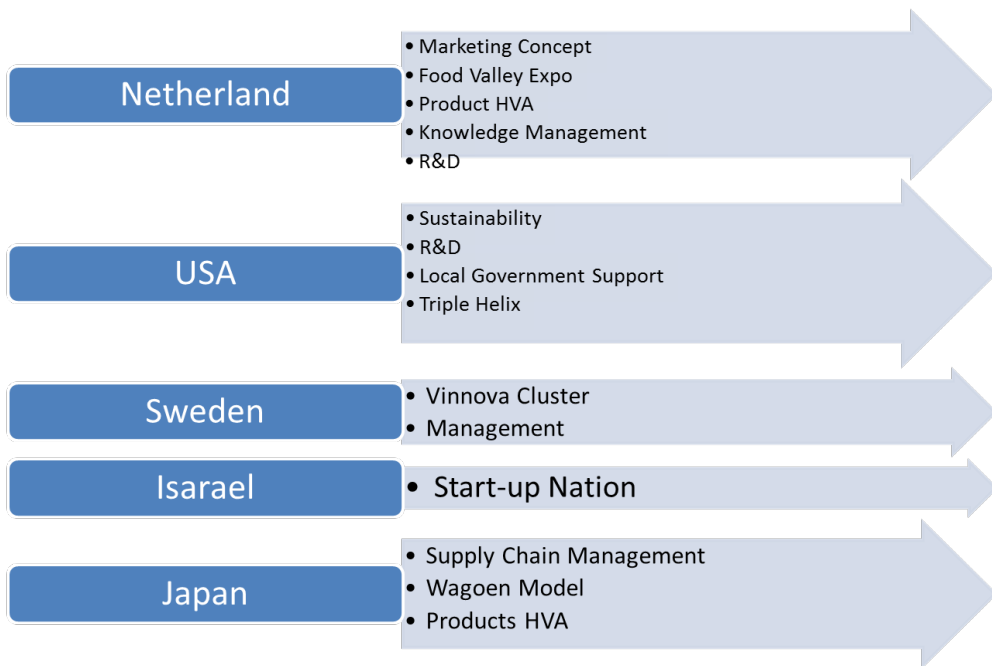 Netherland
• Marketing Concept
• Food Valley Expo
• Product HVA
• Knowledge Management
• R&D
USA
• Sustainability
• R&D
• Local Government Support
• Triple Helix
Sweden
• Vinnova Cluster
• Management
Isarael
• Start-up Nation
Japan
• Supply Chain Management
• Wagoen Model
• Products HVA